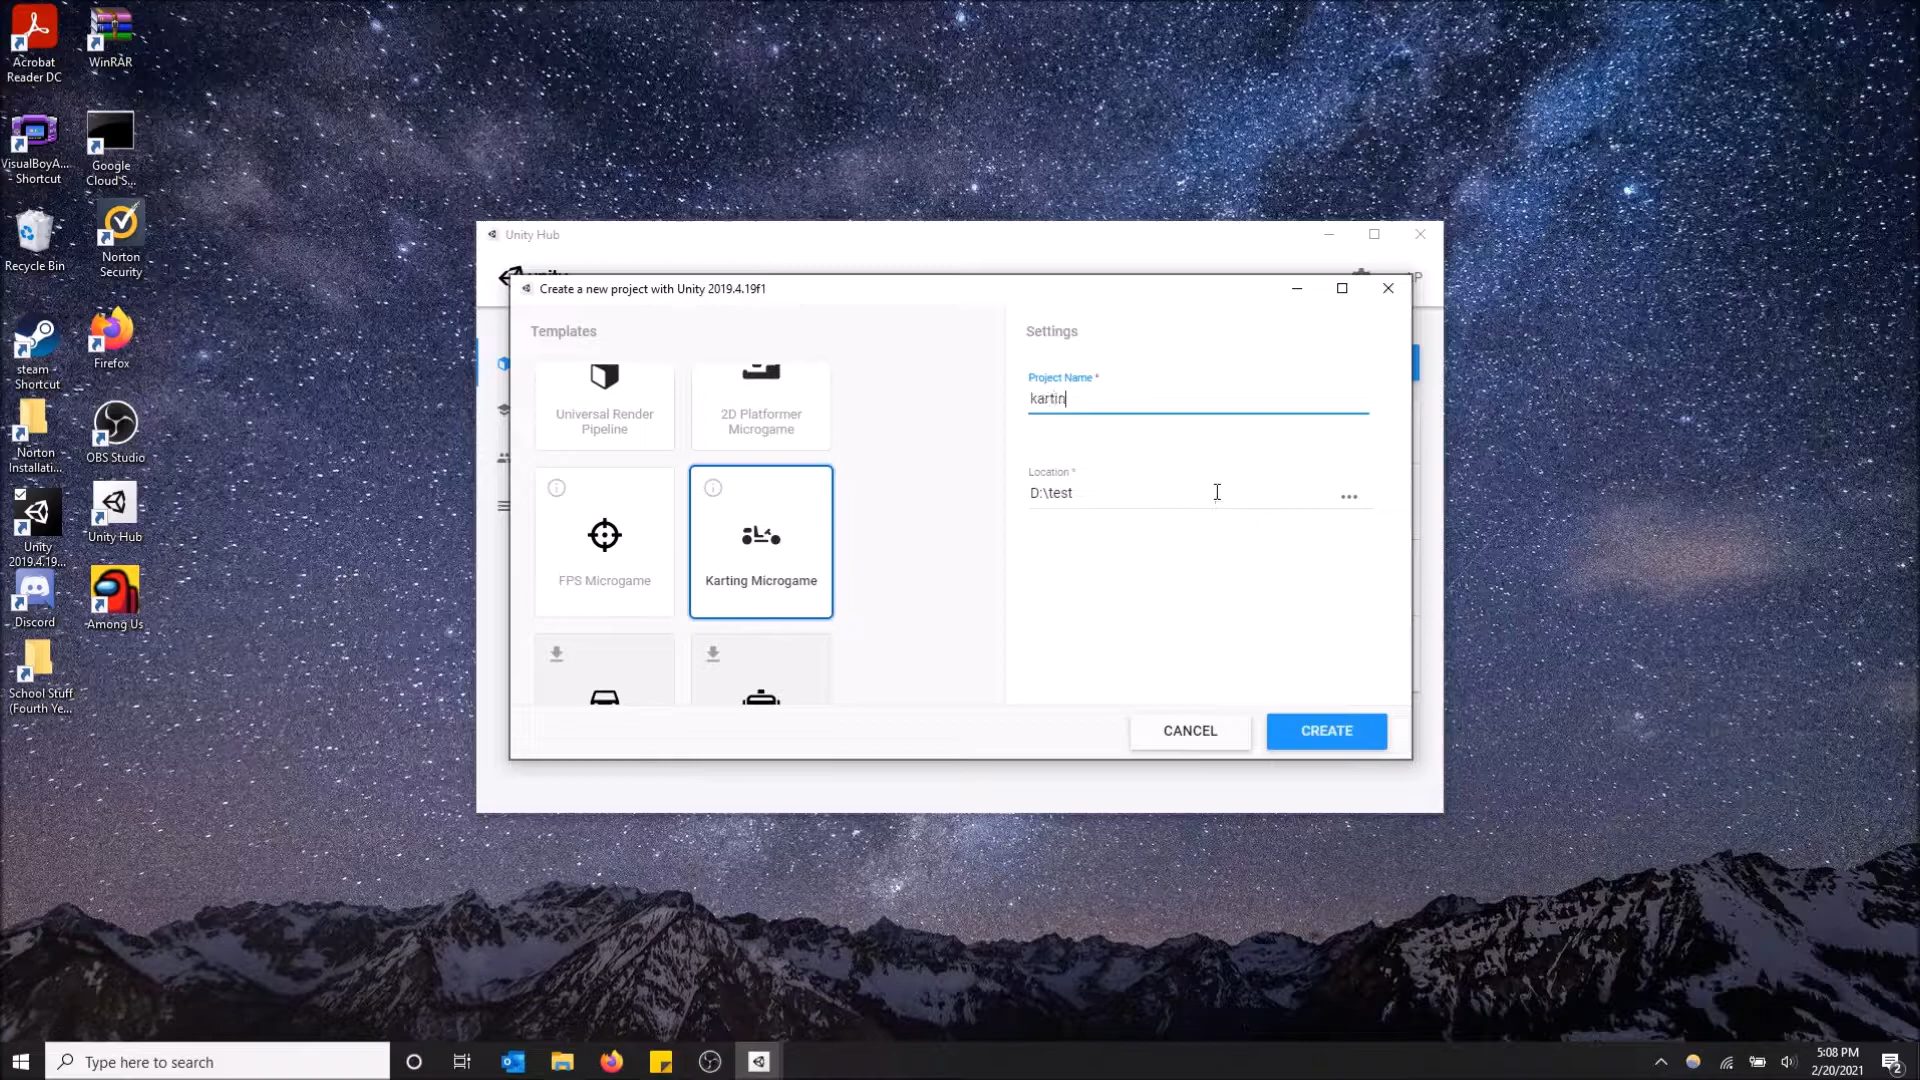 Acrobat
Reader DC
WinRAR
VisualBoyA...
- Shortcut
Google
Cloud S...
Recycle Bin
Norton
Security
steam -
Shortcut
Firefox
Norton
Installati...
OBS Studio
Unity
2019.4.19...
Unity Hub
Discord
Among Us
School Stuff
(Fourth Ye...
Unity Hub
Create a new project with Unity 2019.4.19f1
Templates
Universal Render
Pipeline
2D Platformer
Microgame
FPS Microgame
Karting Microgame
Settings
Project Name *
kartin
Location *
D:\test
...
CANCEL
CREATE
Type here to search
5:08 PM
2/20/2021
2